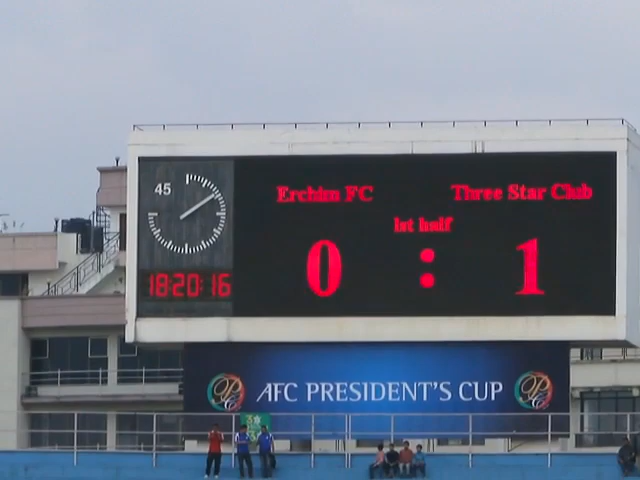 45
18:20:16
Erchim FC Three Star Club
1st half
0 : 1
AFC PRESIDENT'S CUP